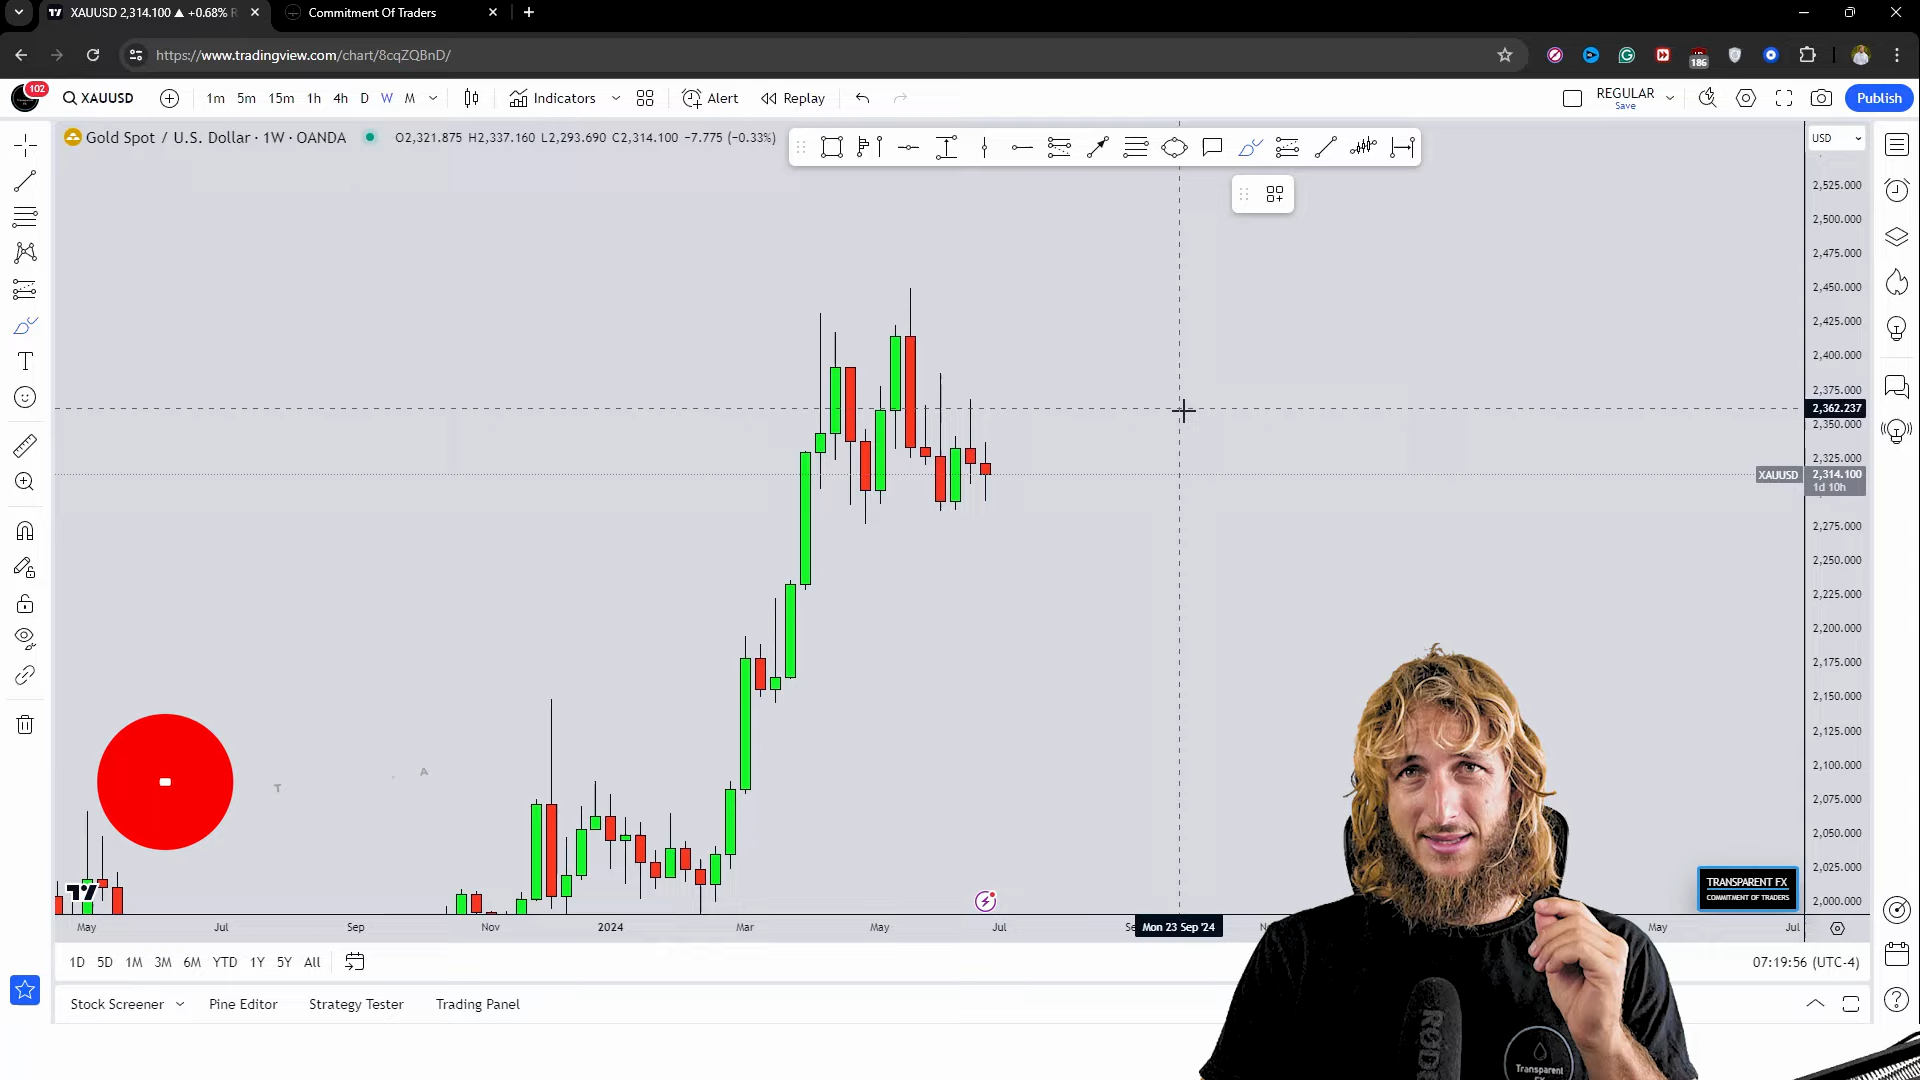 XAUUSD 2,314.100 ▲ +0.68% R
Commitment Of Traders
https://www.tradingview.com/chart/8cqZQBnD/
186
102
XAUUSD
1m 5m 15m 1h 4h D W M
Indicators
Alert
Replay
REGULAR
Save
Publish
Gold Spot / U.S. Dollar · 1W · OANDA
O2,321.875 H2,337.160 L2,293.690 C2,314.100 −7.775 (−0.33%)
USD
2,525.000
2,500.000
2,475.000
2,450.000
2,425.000
2,400.000
2,375.000
2,362.237
2,350.000
2,325.000
XAUUSD 2,314.100
1d 10h
2,275.000
2,250.000
2,225.000
2,200.000
2,175.000
2,150.000
2,125.000
2,100.000
2,075.000
2,050.000
2,025.000
2,000.000
T
A
TRANSPARENT FX
COMMITMENT OF TRADERS
May Jul Sep Nov 2024 Mar May Jul Mon 23 Sep '24 May Jul
1D 5D 1M 3M 6M YTD 1Y 5Y All
07:19:56 (UTC-4)
Stock Screener
Pine Editor
Strategy Tester
Trading Panel
RODE
Transparent
FX